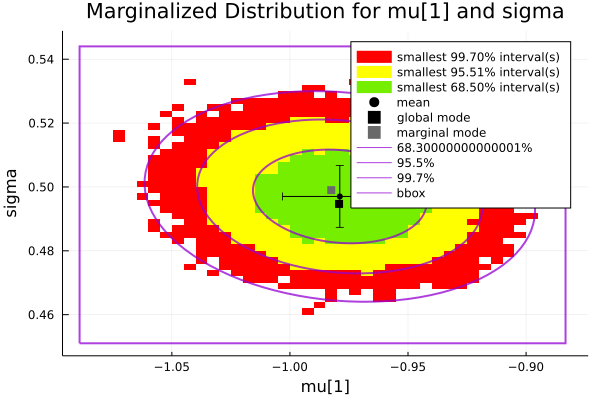 Marginalized Distribution for mu[1] and sigma
smallest 99.70% interval(s)
smallest 95.51% interval(s)
smallest 68.50% interval(s)
mean
global mode
marginal mode
68.30000000000001%
95.5%
99.7%
bbox
sigma
0.54
0.52
0.50
0.48
0.46
−1.05
−1.00
−0.95
−0.90
mu[1]